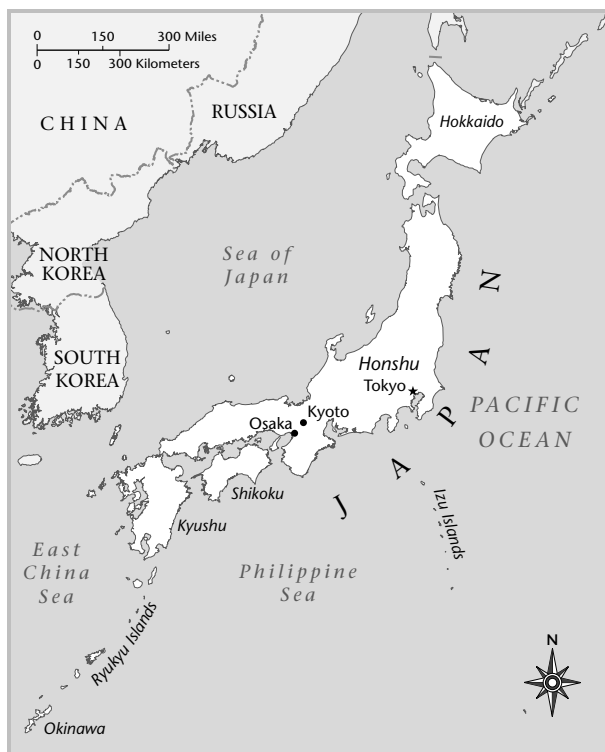 0 150 300 Miles
0 150 300 Kilometers
CHINA
RUSSIA
Hokkaido
NORTH
KOREA
Sea of
Japan
SOUTH
KOREA
Honshu
Tokyo
JAPAN
PACIFIC
OCEAN
Kyoto
Osaka
Shikoku
Kyushu
Izu Islands
East
China
Sea
Philippine
Sea
Ryukyu Islands
Okinawa
N